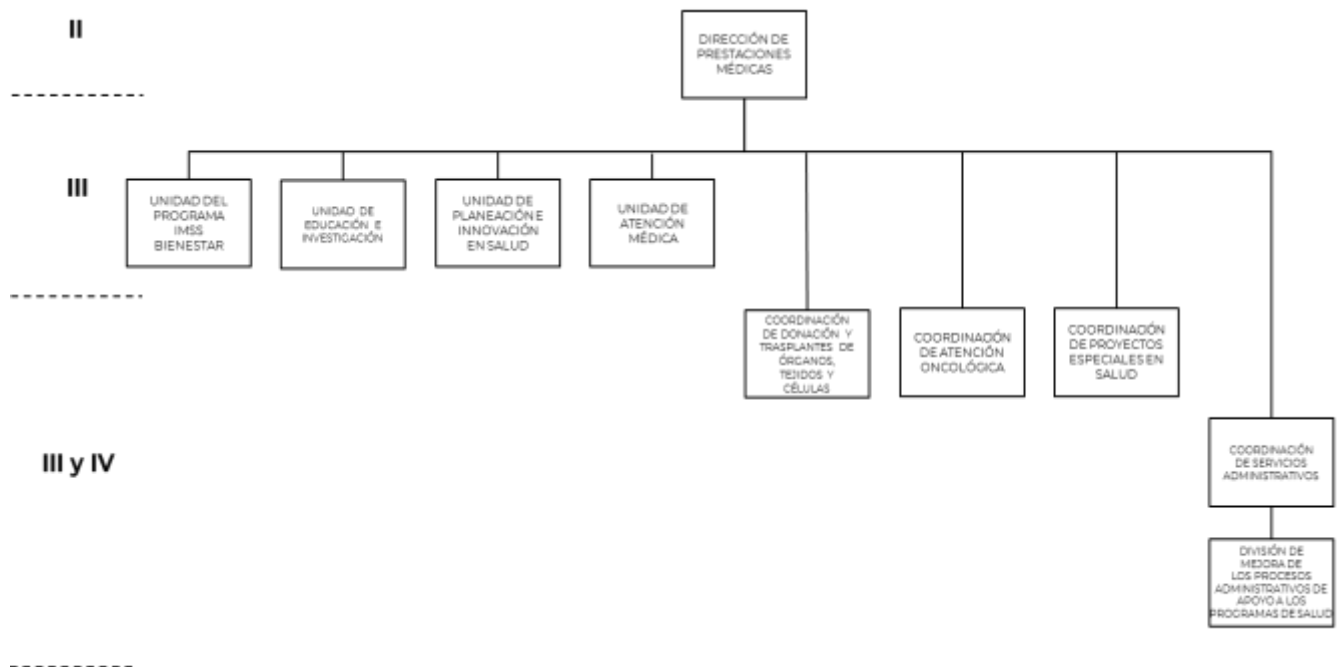 II
DIRECCIÓN DE
PRESTACIONES
MÉDICAS
III
UNIDAD DEL
PROGRAMA
IMSS
BIENESTAR
UNIDAD DE
EDUCACIÓN E
INVESTIGACIÓN
UNIDAD DE
PLANEACIÓN E
INNOVACIÓN
EN SALUD
UNIDAD DE
ATENCIÓN
MÉDICA
COORDINACIÓN
DE DONACIÓN Y
TRASPLANTES DE
ÓRGANOS,
TEJIDOS Y
CÉLULAS
COORDINACIÓN
DE ATENCIÓN
ONCOLÓGICA
COORDINACIÓN
DE PROYECTOS
ESPECIALES EN
SALUD
III y IV
COORDINACIÓN
DE SERVICIOS
ADMINISTRATIVOS
DIVISIÓN DE
MEJORA DE
LOS PROCESOS
ADMINISTRATIVOS DE
APOYO A LOS
PROGRAMAS DE SALUD